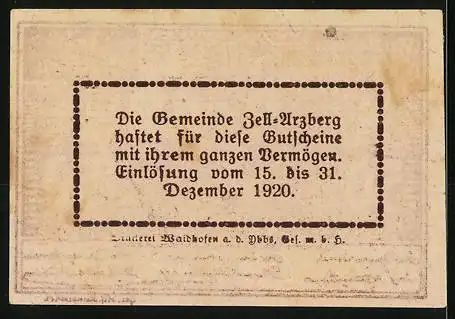 Die Gemeinde Zell-Arzberg
haftet für diese Gutscheine
mit ihrem ganzen Vermögen.
Einlösung vom 15. bis 31.
Dezember 1920.
Druckerei Waidhofen a. d. Ybbs, Ges. m. b. H.